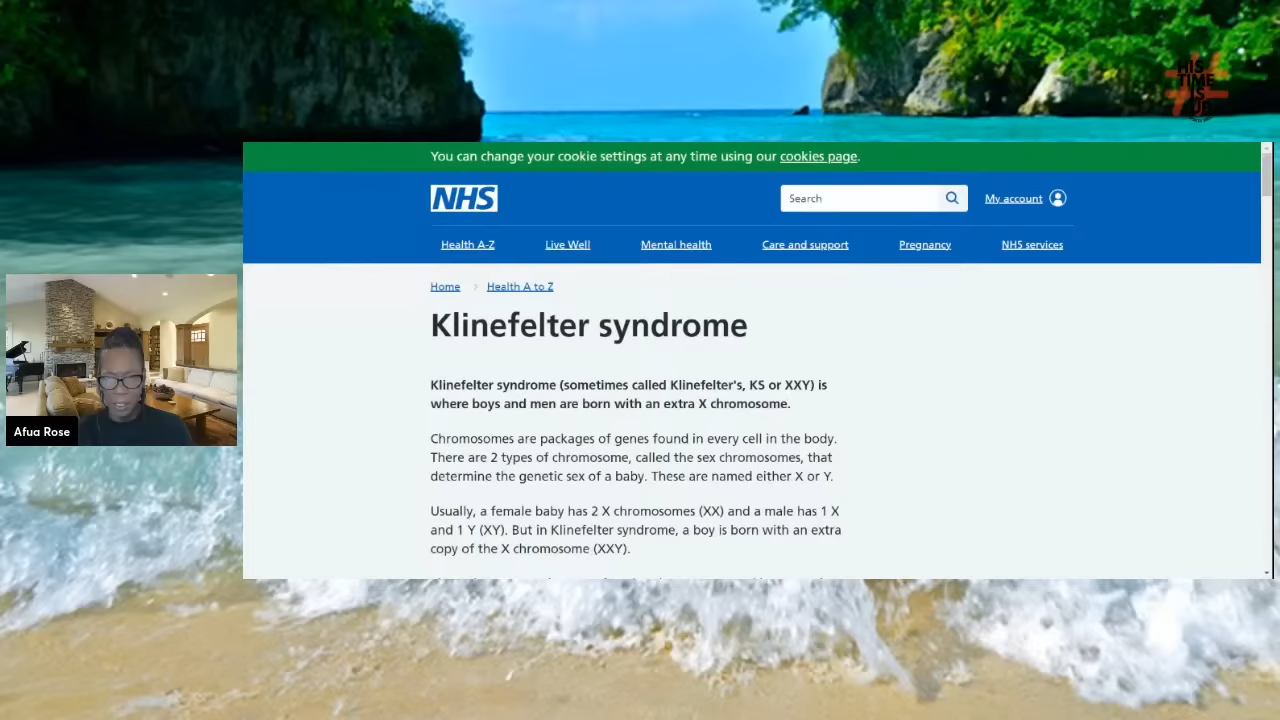 HIS
TIME
IS
UP
You can change your cookie settings at any time using our cookies page.
NHS
Search
My account
Health A-Z
Live Well
Mental health
Care and support
Pregnancy
NHS services
Home
Health A to Z
Klinefelter syndrome
Klinefelter syndrome (sometimes called Klinefelter's, KS or XXY) is
where boys and men are born with an extra X chromosome.
Chromosomes are packages of genes found in every cell in the body.
There are 2 types of chromosome, called the sex chromosomes, that
determine the genetic sex of a baby. These are named either X or Y.
Usually, a female baby has 2 X chromosomes (XX) and a male has 1 X
and 1 Y (XY). But in Klinefelter syndrome, a boy is born with an extra
copy of the X chromosome (XXY).
Afua Rose